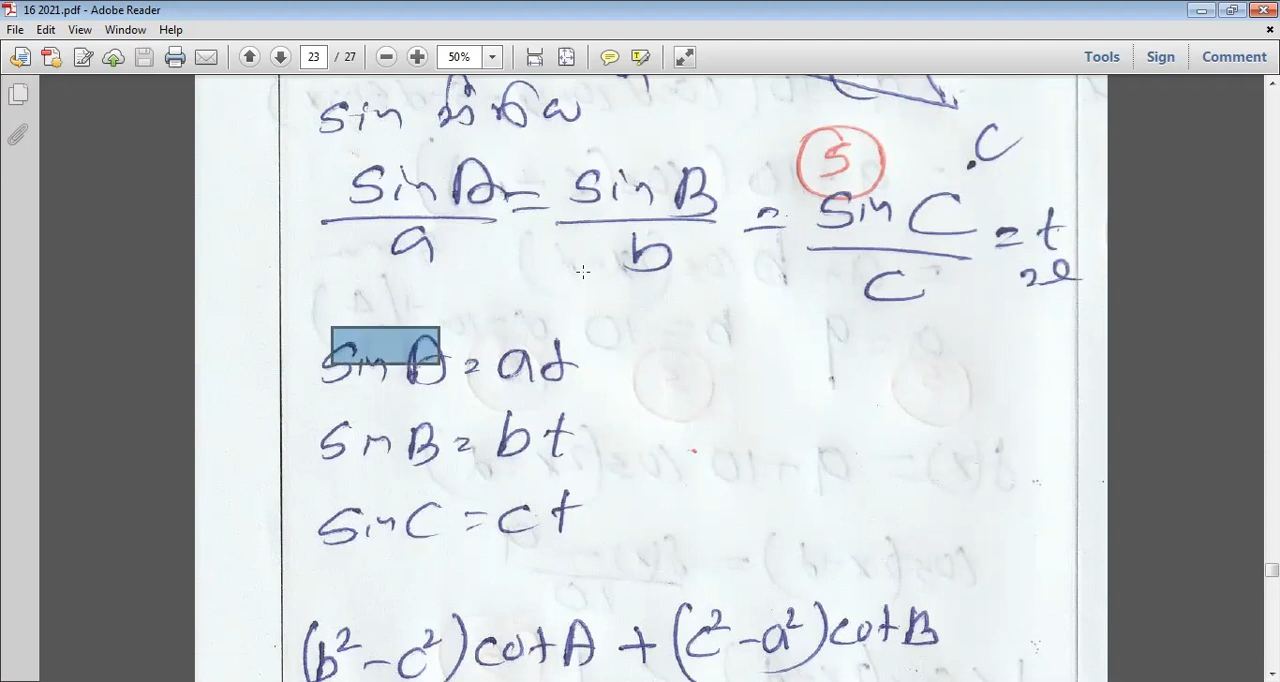 16 2021.pdf - Adobe Reader
File Edit View Window Help
23 / 27 50% Tools Sign Comment
sin නීතිය
5
.C
sin A / a = sin B / b = sin C / c = t
sin A = at
sin B = bt
sin C = ct
(b² - c²) cot A + (c² - a²) cot B